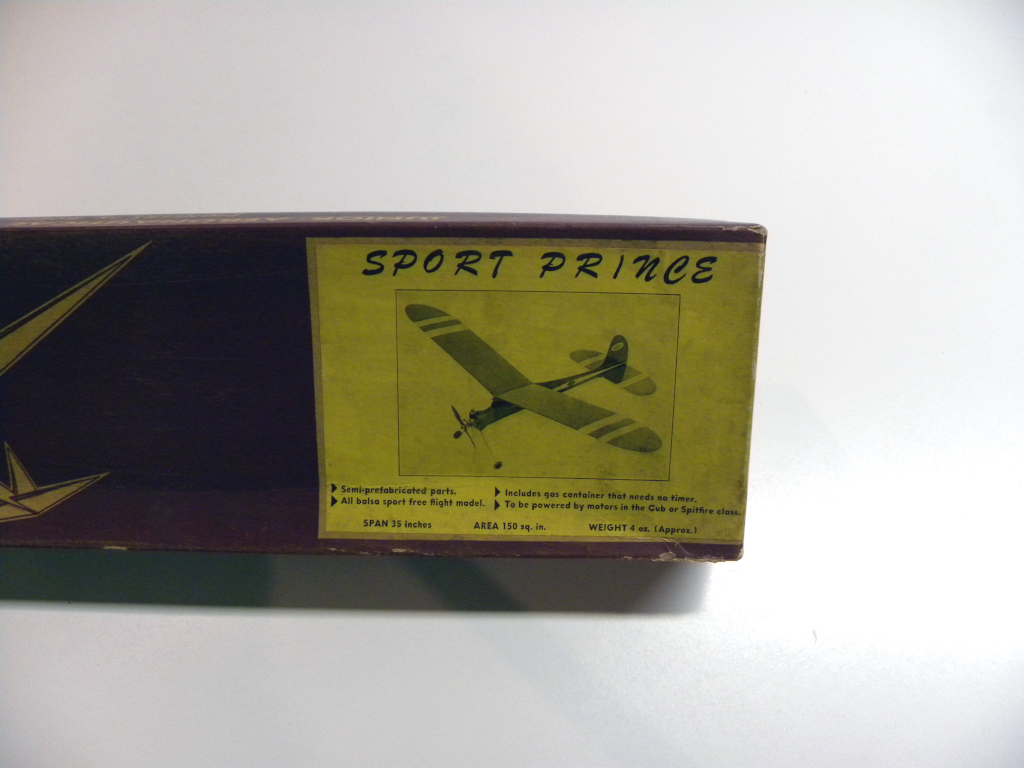 SPORT PRINCE
Semi-prefabricated parts.
All balsa sport free flight model.
Includes gas container that needs no timer.
To be powered by motors in the Cub or Spitfire class.
SPAN 35 inches AREA 150 sq. in. WEIGHT 4 oz. (Approx.)